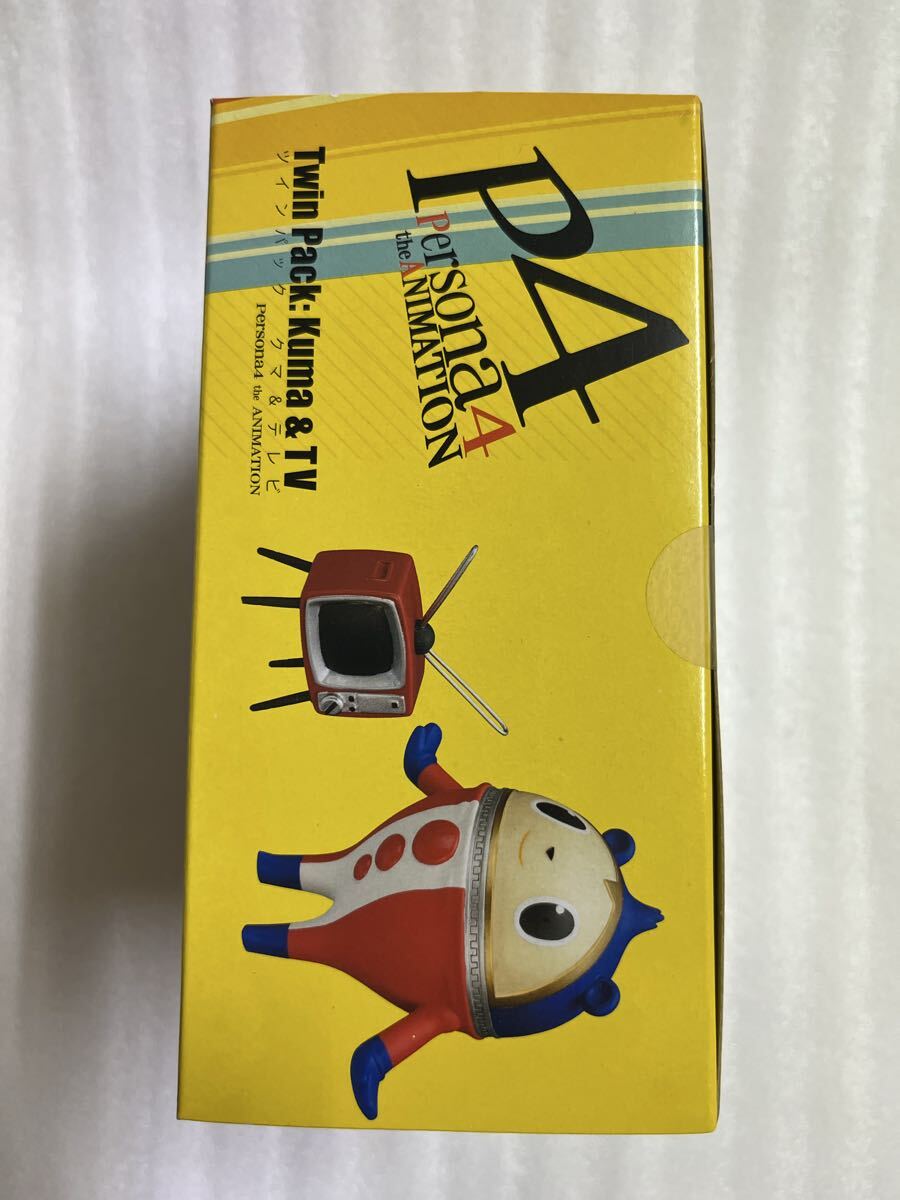 P4
Persona4
the ANIMATION
Twin Pack: Kuma & TV
ツインパック クマ&テレビ
Persona4 the ANIMATION